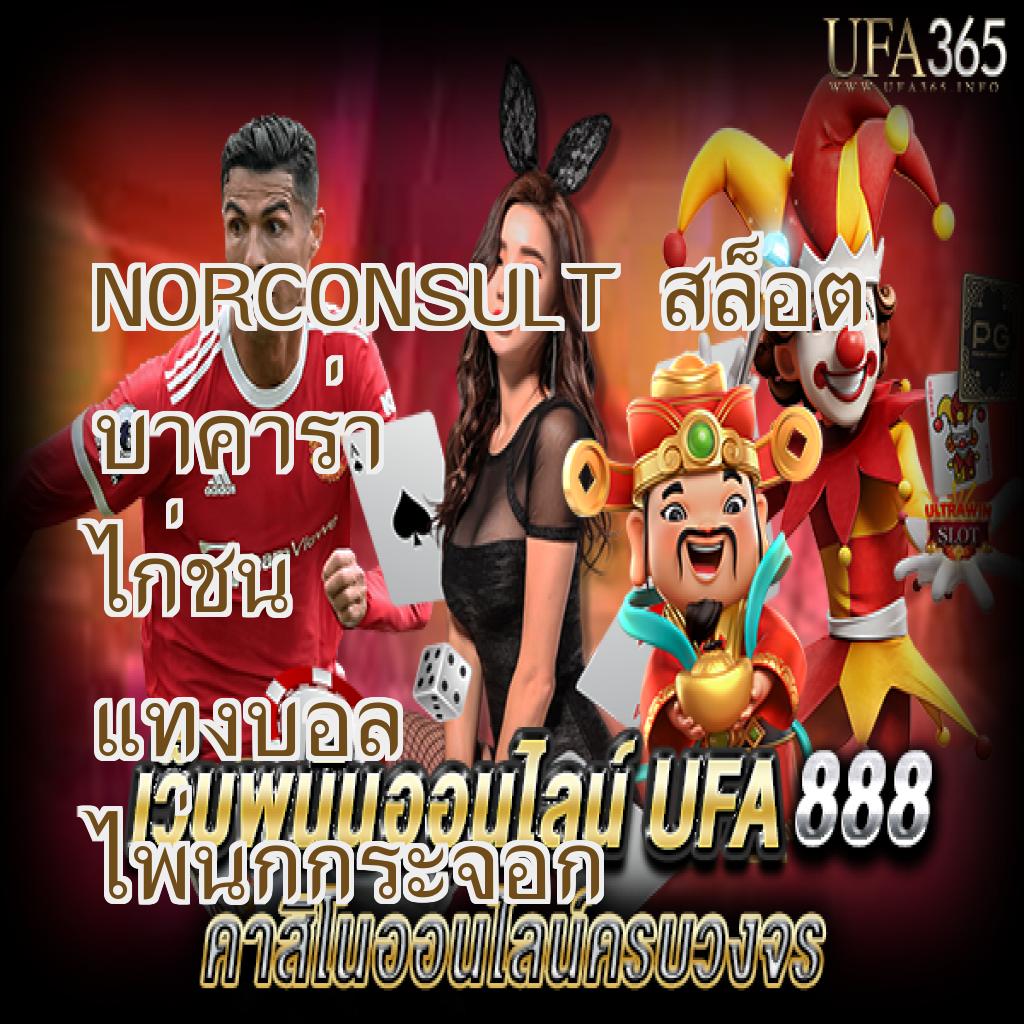 UFA365
WWW.UFA365.INFO
NORCONSULT สล็อต
บาคาร่า
ไก่ชน
แทงบอล
เว็บพนันออนไลน์ UFA 888
ไพ่นกกระจอก
คาสิโนออนไลน์ครบวงจร
PG
ULTRAWIN
SLOT